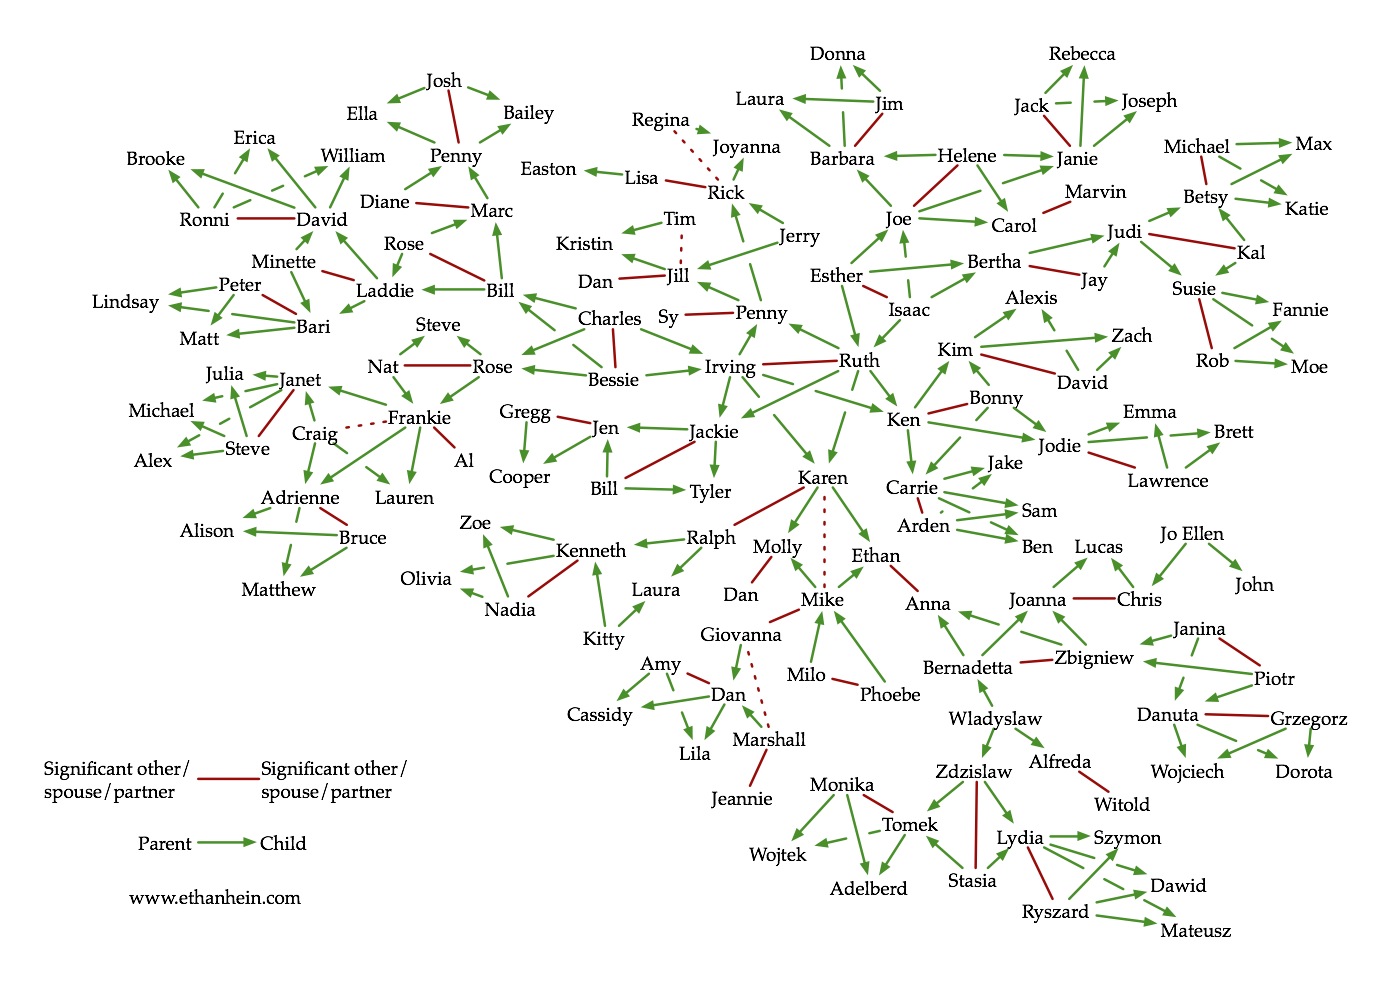 Donna
Rebecca
Josh
Laura
Jim
Jack
Joseph
Ella
Bailey
Regina
Erica
Joyanna
Michael
Max
Brooke
William
Penny
Barbara
Helene
Janie
Easton
Lisa
Rick
Marvin
Betsy
Katie
Diane
Marc
Ronni
David
Tim
Joe
Carol
Judi
Rose
Kristin
Jerry
Kal
Minette
Jill
Esther
Bertha
Jay
Dan
Peter
Laddie
Bill
Susie
Lindsay
Alexis
Isaac
Fannie
Charles
Sy
Penny
Bari
Steve
Matt
Kim
Zach
Nat
Rose
Irving
Ruth
Rob
Moe
Julia
Janet
Bessie
David
Bonny
Michael
Gregg
Frankie
Ken
Emma
Craig
Jen
Jackie
Brett
Steve
Jodie
Alex
Al
Cooper
Karen
Jake
Lawrence
Bill
Tyler
Carrie
Adrienne
Lauren
Sam
Zoe
Arden
Alison
Bruce
Ralph
Jo Ellen
Molly
Ben
Lucas
Kenneth
Ethan
Olivia
John
Matthew
Laura
Dan
Mike
Anna
Joanna
Chris
Nadia
Kitty
Giovanna
Janina
Amy
Milo
Bernadetta
Zbigniew
Piotr
Dan
Phoebe
Cassidy
Wladyslaw
Danuta
Grzegorz
Marshall
Lila
Alfreda
Wojciech
Dorota
Zdzislaw
Significant other/
spouse/partner
Significant other/
spouse/partner
Monika
Jeannie
Witold
Tomek
Lydia
Szymon
Parent
Child
Wojtek
Stasia
Adelberd
Dawid
www.ethanhein.com
Ryszard
Mateusz